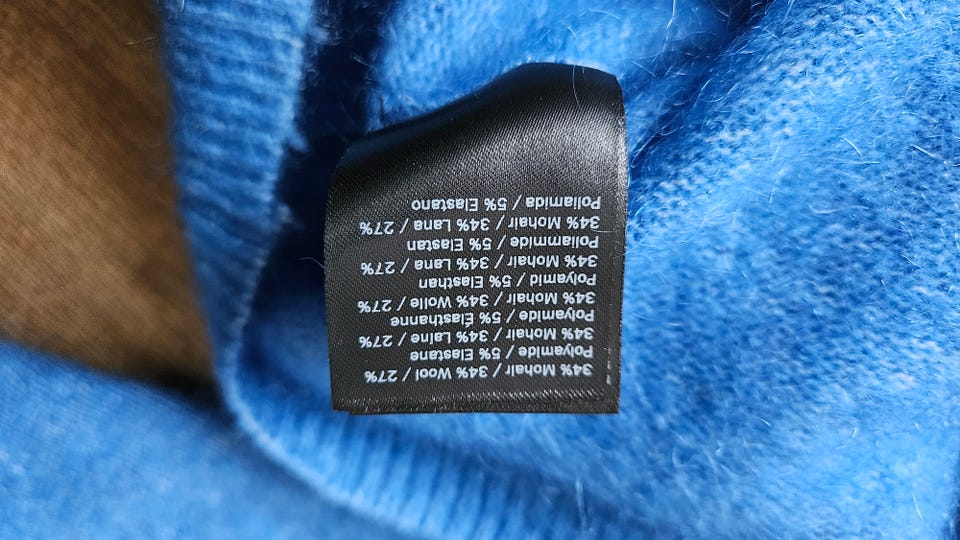 34% Mohair / 34% Wool / 27%
Polyamide / 5% Elastane
34% Mohair / 34% Laine / 27%
Polyamide / 5% Élasthanne
34% Mohair / 34% Wolle / 27%
Polyamid / 5% Elasthan
34% Mohair / 34% Lana / 27%
Poliammide / 5% Elastan
34% Mohair / 34% Lana / 27%
Poliamida / 5% Elastano